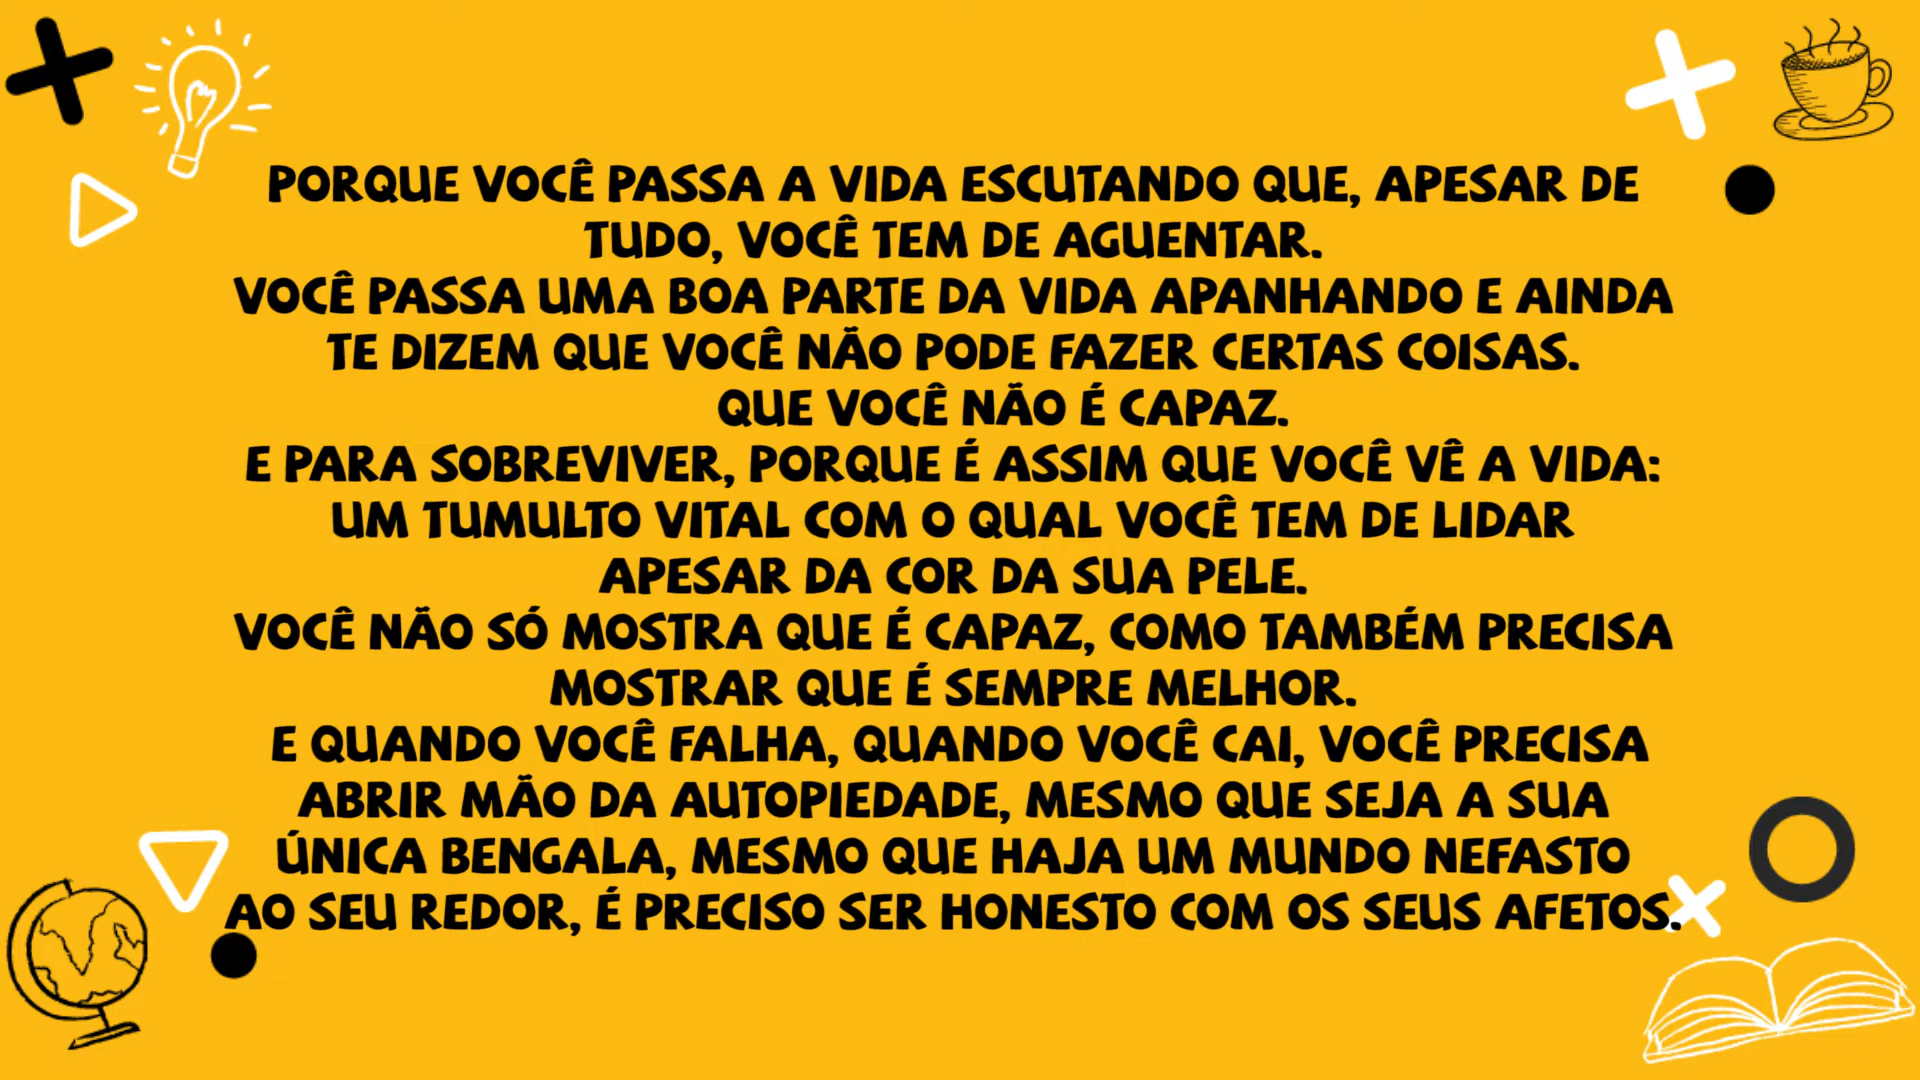 PORQUE VOCÊ PASSA A VIDA ESCUTANDO QUE, APESAR DE
TUDO, VOCÊ TEM DE AGUENTAR.
VOCÊ PASSA UMA BOA PARTE DA VIDA APANHANDO E AINDA
TE DIZEM QUE VOCÊ NÃO PODE FAZER CERTAS COISAS.
QUE VOCÊ NÃO É CAPAZ.
E PARA SOBREVIVER, PORQUE É ASSIM QUE VOCÊ VÊ A VIDA:
UM TUMULTO VITAL COM O QUAL VOCÊ TEM DE LIDAR
APESAR DA COR DA SUA PELE.
VOCÊ NÃO SÓ MOSTRA QUE É CAPAZ, COMO TAMBÉM PRECISA
MOSTRAR QUE É SEMPRE MELHOR.
E QUANDO VOCÊ FALHA, QUANDO VOCÊ CAI, VOCÊ PRECISA
ABRIR MÃO DA AUTOPIEDADE, MESMO QUE SEJA A SUA
ÚNICA BENGALA, MESMO QUE HAJA UM MUNDO NEFASTO
AO SEU REDOR, É PRECISO SER HONESTO COM OS SEUS AFETOS.